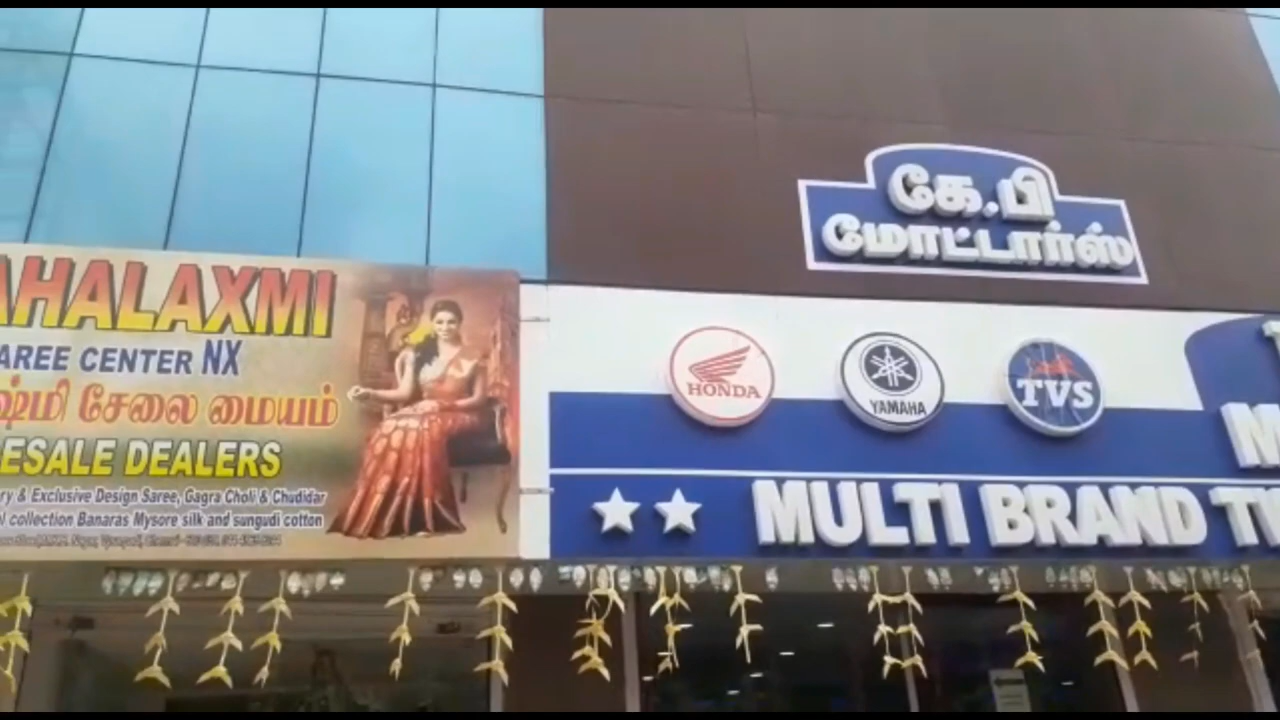 AHALAXMI
AREE CENTER NX
ஷ்மி சேலை மையம்
ESALE DEALERS
ry & Exclusive Design Saree, Gagra Choli & Chudidar
collection Banaras Mysore silk and sungudi cotton
கே.பி
மோட்டார்ஸ்
HONDA
YAMAHA
TVS
MULTI BRAND